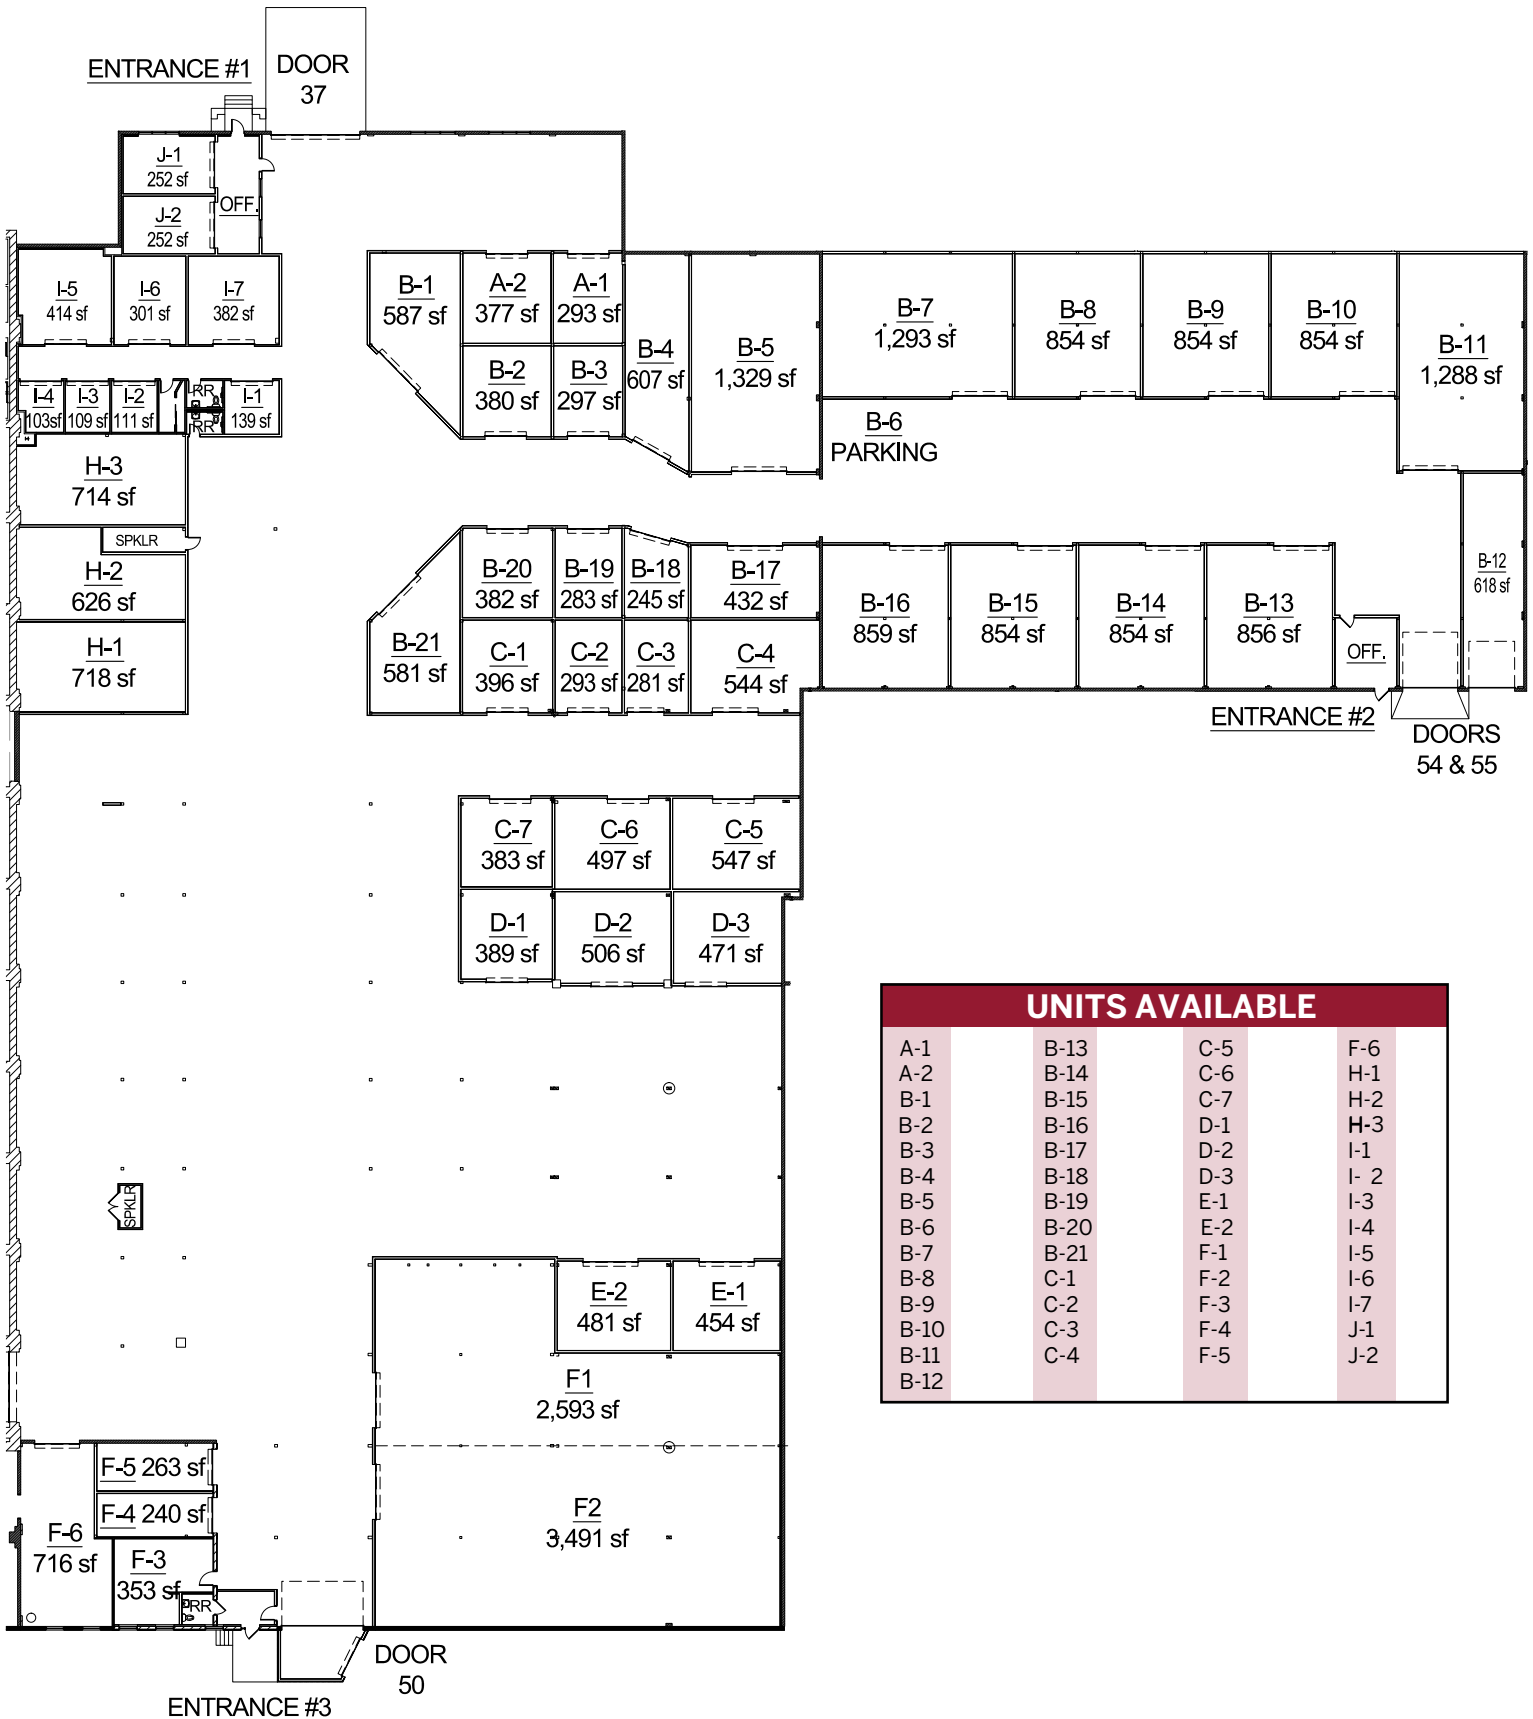 ENTRANCE #1
DOOR
37
J-1
252 sf
J-2
252 sf
OFF.
I-5
414 sf
I-6
301 sf
I-7
382 sf
B-1
587 sf
A-2
377 sf
A-1
293 sf
B-2
380 sf
B-3
297 sf
B-4
607 sf
B-5
1,329 sf
B-7
1,293 sf
B-8
854 sf
B-9
854 sf
B-10
854 sf
B-11
1,288 sf
B-6
PARKING
I-4
103sf
I-3
109 sf
I-2
111 sf
RR
RR
I-1
139 sf
H-3
714 sf
SPKLR
H-2
626 sf
H-1
718 sf
B-20
382 sf
B-19
283 sf
B-18
245 sf
B-17
432 sf
B-21
581 sf
C-1
396 sf
C-2
293 sf
C-3
281 sf
C-4
544 sf
B-16
859 sf
B-15
854 sf
B-14
854 sf
B-13
856 sf
B-12
618 sf
OFF.
ENTRANCE #2
DOORS
54 & 55
C-7
383 sf
C-6
497 sf
C-5
547 sf
D-1
389 sf
D-2
506 sf
D-3
471 sf
UNITS AVAILABLE
A-1
A-2
B-1
B-2
B-3
B-4
B-5
B-6
B-7
B-8
B-9
B-10
B-11
B-12
B-13
B-14
B-15
B-16
B-17
B-18
B-19
B-20
B-21
C-1
C-2
C-3
C-4
C-5
C-6
C-7
D-1
D-2
D-3
E-1
E-2
F-1
F-2
F-3
F-4
F-5
F-6
H-1
H-2
H-3
I-1
I- 2
I-3
I-4
I-5
I-6
I-7
J-1
J-2
SPKLR
E-2
481 sf
E-1
454 sf
F1
2,593 sf
F2
3,491 sf
F-5 263 sf
F-4 240 sf
F-6
716 sf
F-3
353 sf
RR
DOOR
50
ENTRANCE #3